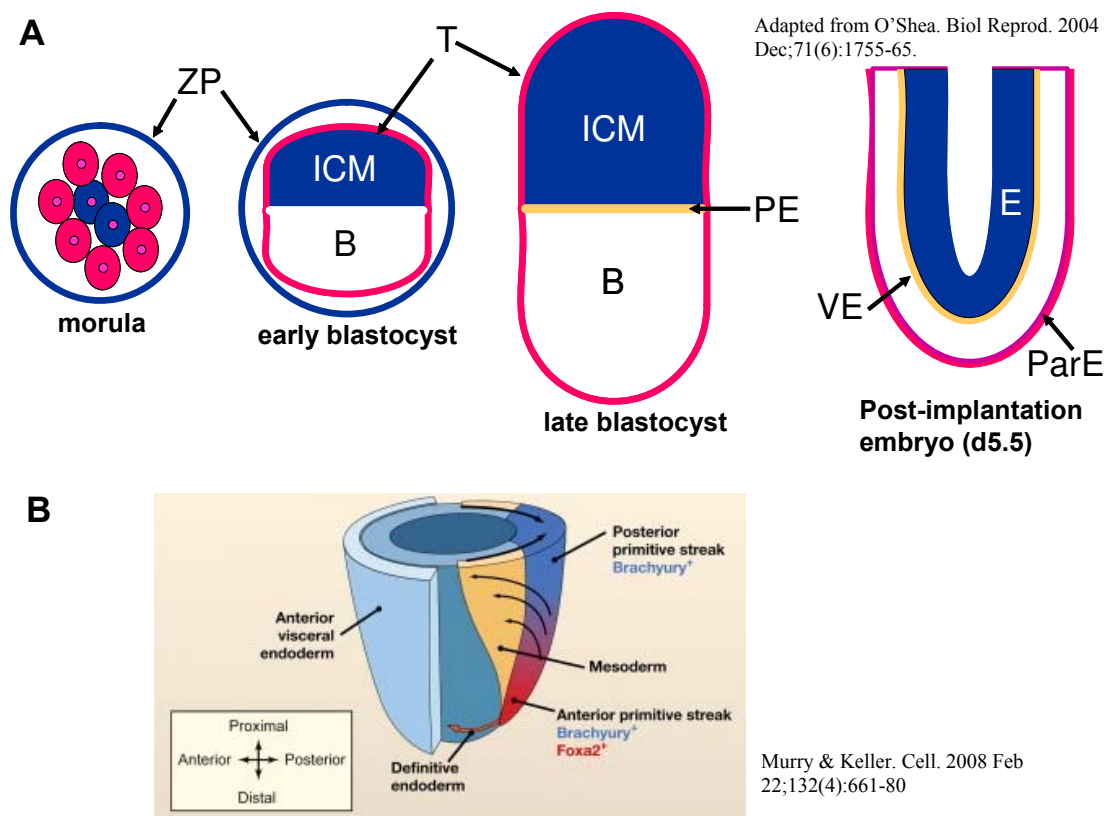 A
Adapted from O'Shea. Biol Reprod. 2004
Dec;71(6):1755-65.
ZP
T
ICM
B
ICM
B
PE
E
VE
ParE
morula
early blastocyst
late blastocyst
Post-implantation
embryo (d5.5)
B
Posterior
primitive streak
Brachyury+
Anterior
visceral
endoderm
Mesoderm
Anterior primitive streak
Brachyury+
Foxa2+
Definitive
endoderm
Proximal
Anterior
Posterior
Distal
Murry & Keller. Cell. 2008 Feb
22;132(4):661-80